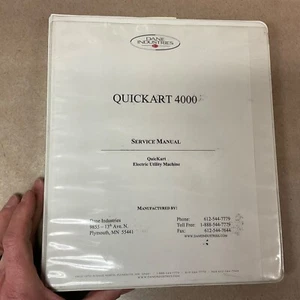 DANE
INDUSTRIES
QUICKART 4000
SERVICE MANUAL
QuicKart
Electric Utility Machine
MANUFACTURED BY:
Dane Industries
Plymouth, MN 55441
Phone: 612-544-7779
Toll Free 1-888-544-7779
Fax: